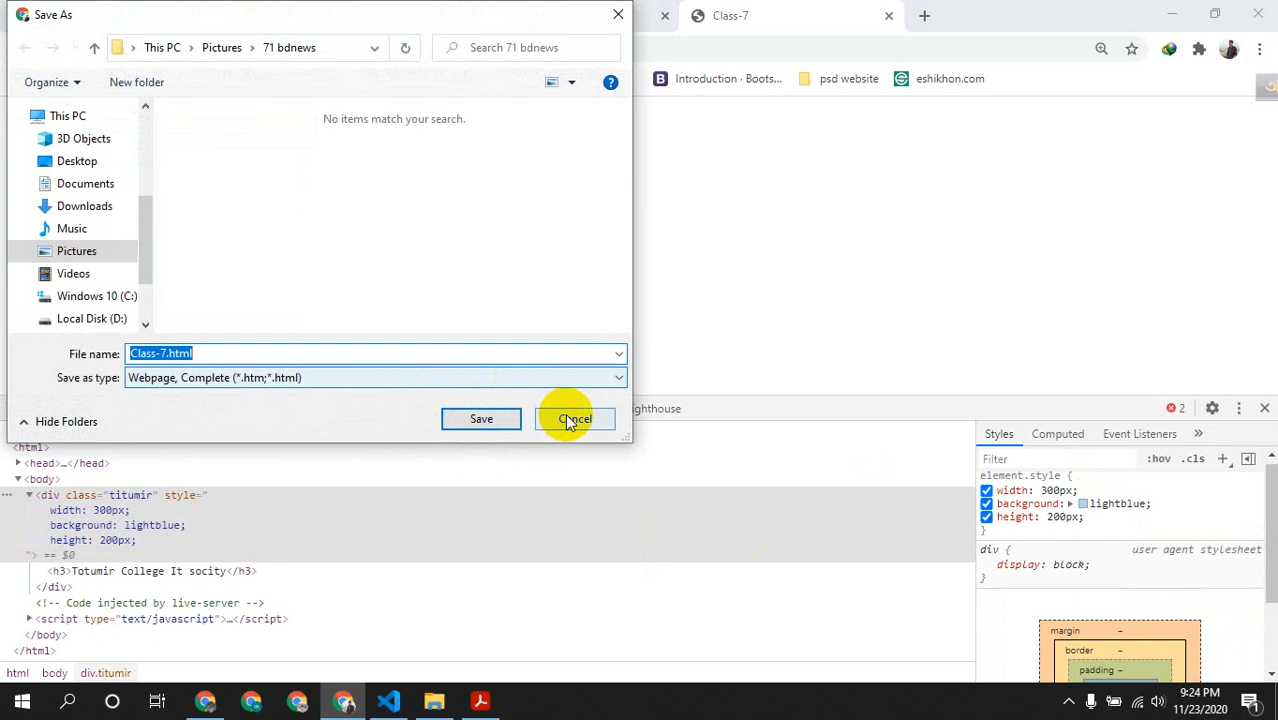 Save As
Class-7
This PC
Pictures
71 bdnews
Search 71 bdnews
Organize
New folder
Introduction · Boots...
psd website
eshikhon.com
This PC
3D Objects
Desktop
Documents
Downloads
Music
Pictures
Videos
Windows 10 (C:)
Local Disk (D:)
No items match your search.
File name: Class-7.html
Save as type: Webpage, Complete (*.htm;*.html)
Hide Folders
Save
Cancel
ighthouse
2
<html>
<head>…</head>
<body>
<div class="titumir" style="
width: 300px;
background: lightblue;
height: 200px;
"> == $0
<h3>Totumir College It socity</h3>
</div>
<!-- Code injected by live-server -->
<script type="text/javascript">…</script>
</body>
</html>
html body div.titumir
Styles Computed Event Listeners »
Filter :hov .cls +
element.style {
width: 300px;
background: lightblue;
height: 200px;
}
div { user agent stylesheet
display: block;
}
margin –
border –
padding –
9:24 PM
11/23/2020
1